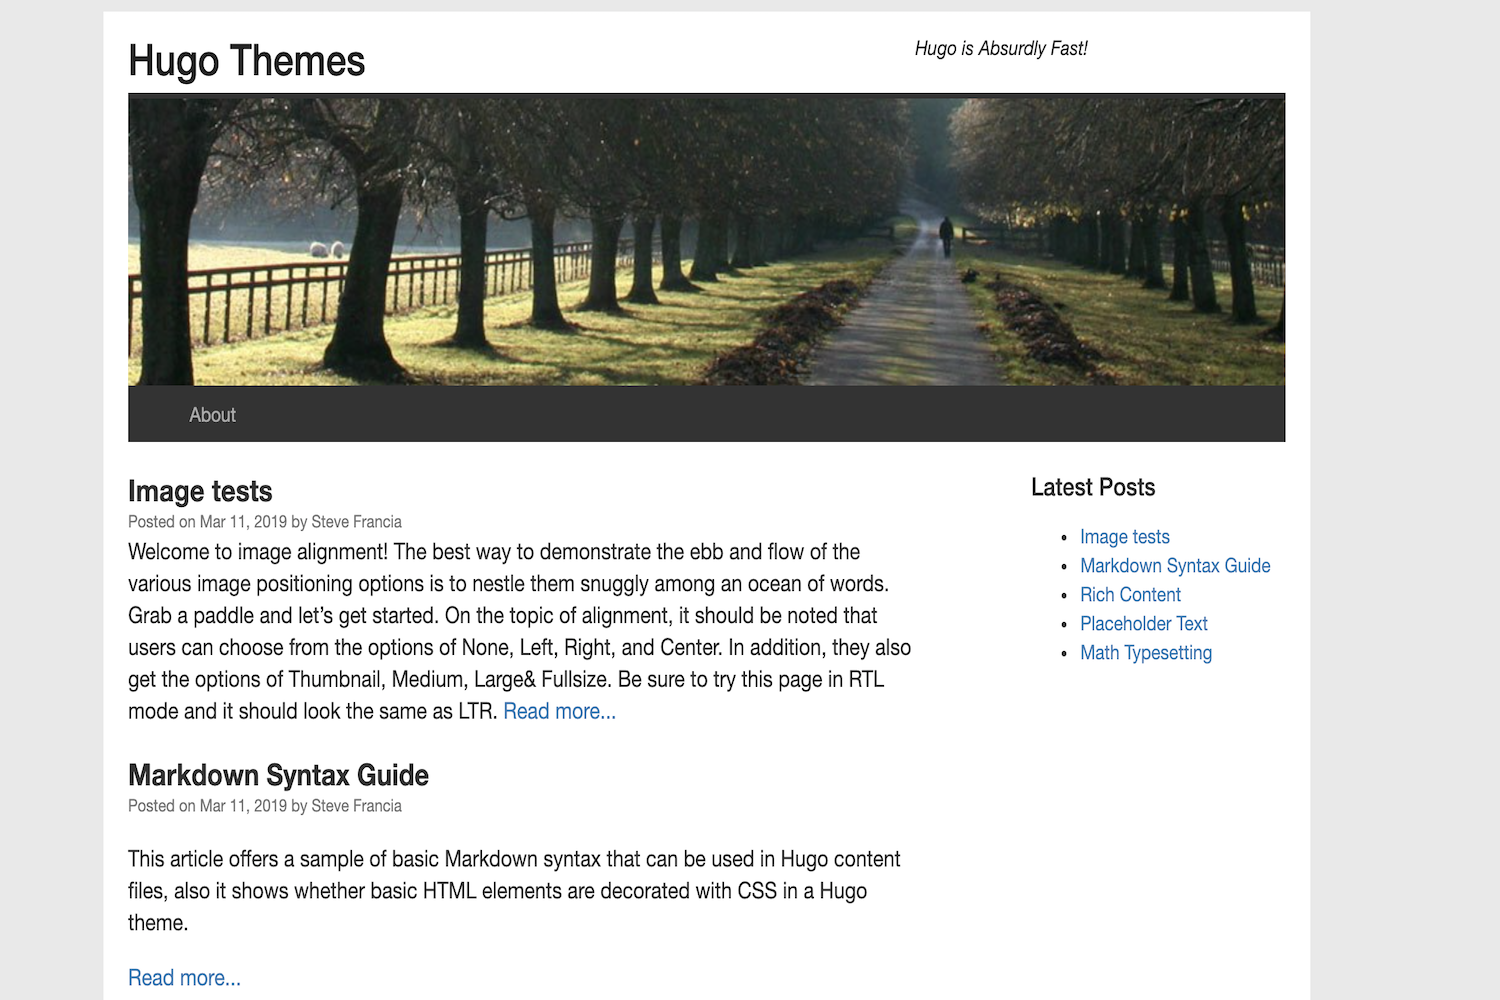 Hugo Themes
Hugo is Absurdly Fast!
About
Image tests
Posted on Mar 11, 2019 by Steve Francia
Welcome to image alignment! The best way to demonstrate the ebb and flow of the
various image positioning options is to nestle them snuggly among an ocean of words.
Grab a paddle and let’s get started. On the topic of alignment, it should be noted that
users can choose from the options of None, Left, Right, and Center. In addition, they also
get the options of Thumbnail, Medium, Large& Fullsize. Be sure to try this page in RTL
mode and it should look the same as LTR. Read more...
Markdown Syntax Guide
Posted on Mar 11, 2019 by Steve Francia
This article offers a sample of basic Markdown syntax that can be used in Hugo content
files, also it shows whether basic HTML elements are decorated with CSS in a Hugo
theme.
Read more...
Latest Posts
Image tests
Markdown Syntax Guide
Rich Content
Placeholder Text
Math Typesetting